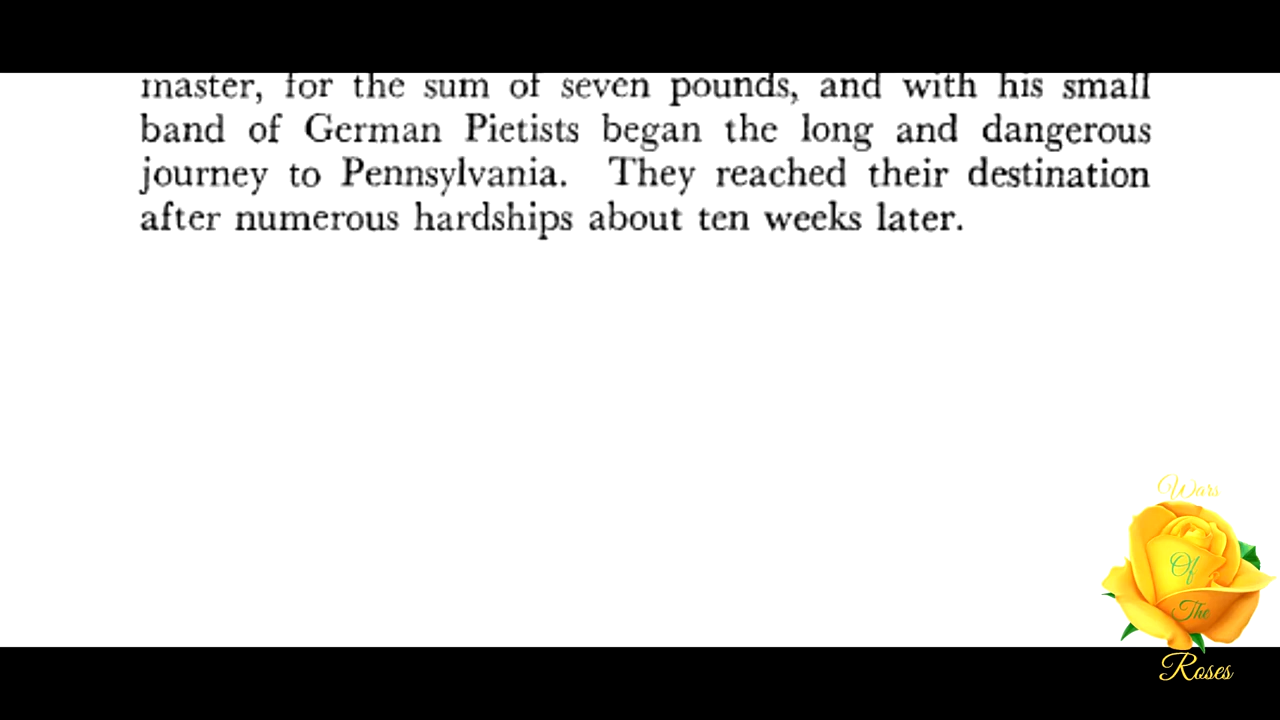 master, for the sum of seven pounds, and with his small
band of German Pietists began the long and dangerous
journey to Pennsylvania. They reached their destination
after numerous hardships about ten weeks later.
Wars
Of
The
Roses